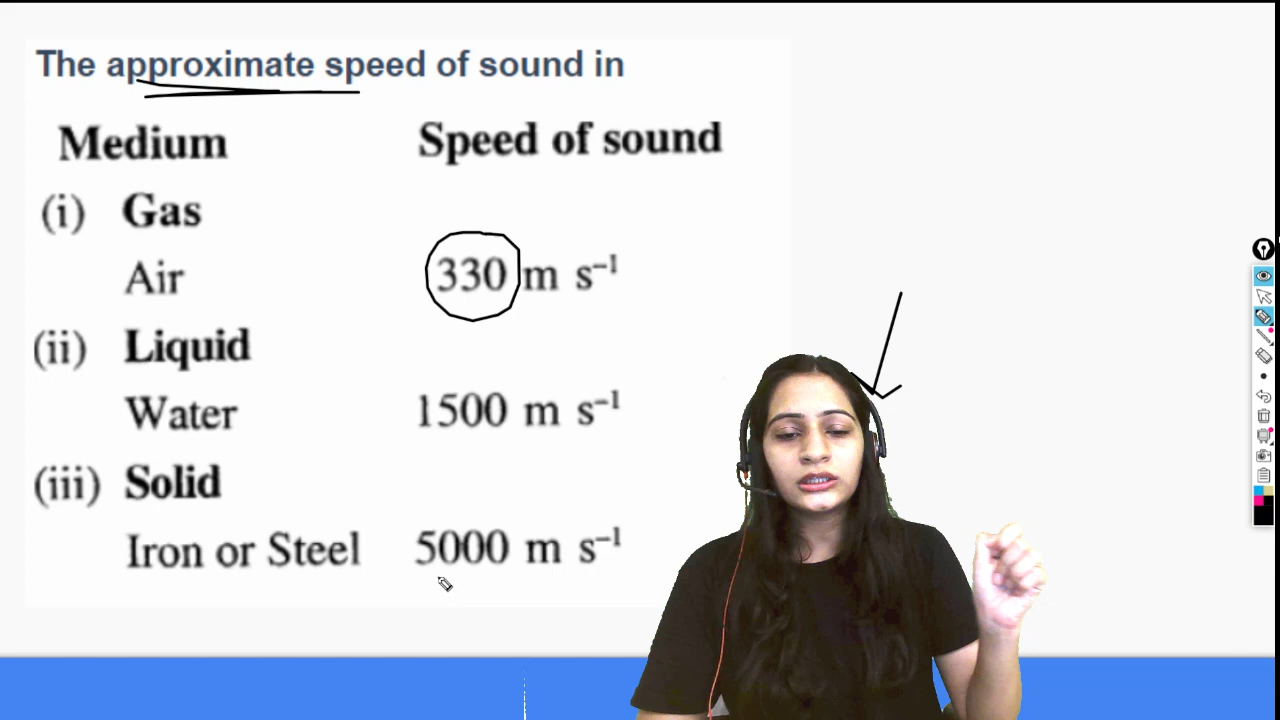 The approximate speed of sound in
Medium Speed of sound
(i) Gas
Air 330 m s⁻¹
(ii) Liquid
Water 1500 m s⁻¹
(iii) Solid
Iron or Steel 5000 m s⁻¹